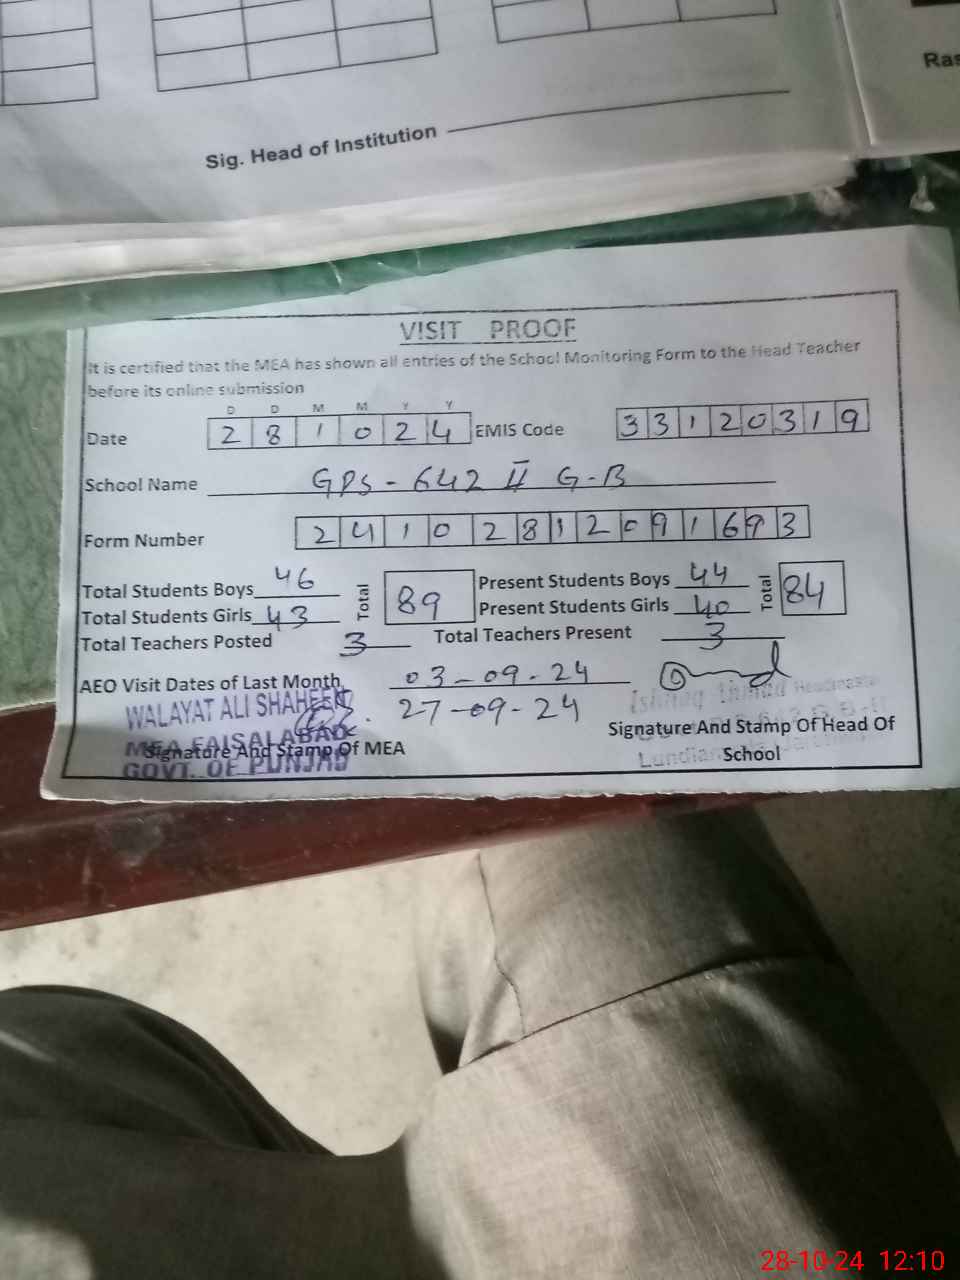 Sig. Head of Institution
Ras
VISIT PROOF
It is certified that the MEA has shown all entries of the School Monitoring Form to the Head Teacher
before its online submission
D D M M Y Y
Date 2 8 1 0 2 4 EMIS Code 3 3 1 2 0 3 1 9
School Name GPS - 642 II G-B
Form Number 2 4 1 0 2 8 1 2 0 9 1 6 9 3
Total Students Boys 46 Total 89 Present Students Boys 44 Total 84
Total Students Girls 43 Present Students Girls 40
Total Teachers Posted 3 Total Teachers Present 3
AEO Visit Dates of Last Month 03-09-24
27-09-24
WALAYAT ALI SHAHEEN
MEA FAISALABAD
GOVT. OF PUNJAB
Signature And Stamp Of MEA
Ishfaq Ahmad Headmaster
Signature And Stamp Of Head Of
School
28-10-24 12:10